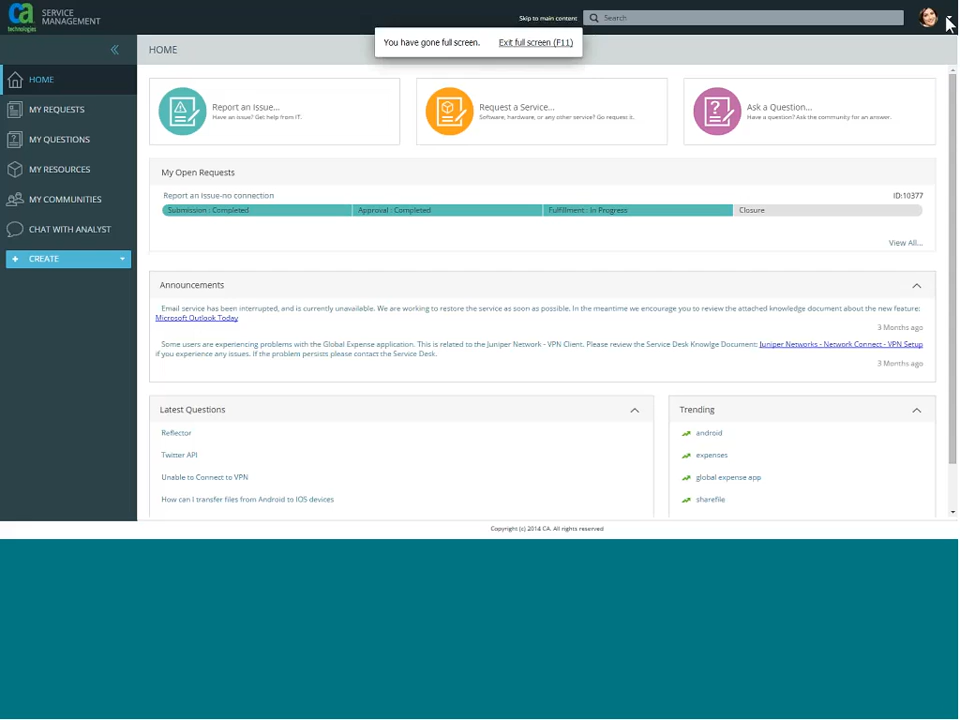 ca technologies
SERVICE MANAGEMENT
Skip to main content
Search
You have gone full screen. Exit full screen (F11)
HOME
HOME
MY REQUESTS
MY QUESTIONS
MY RESOURCES
MY COMMUNITIES
CHAT WITH ANALYST
+ CREATE
Report an Issue...
Have an issue? Get help from IT.
Request a Service...
Software, hardware, or any other service? Go request it.
Ask a Question...
Have a question? Ask the community for an answer.
My Open Requests
Report an Issue-no connection ID:10377
Submission : Completed Approval : Completed Fulfillment : In Progress Closure
View All...
Announcements
Email service has been interrupted, and is currently unavailable. We are working to restore the service as soon as possible. In the meantime we encourage you to review the attached knowledge document about the new feature:
Microsoft Outlook Today
3 Months ago
Some users are experiencing problems with the Global Expense application. This is related to the Juniper Network - VPN Client. Please review the Service Desk Knowlge Document: Juniper Networks - Network Connect - VPN Setup
if you experience any issues. If the problem persists please contact the Service Desk.
3 Months ago
Latest Questions
Reflector
Twitter API
Unable to Connect to VPN
How can I transfer files from Android to IOS devices
Trending
android
expenses
global expense app
sharefile
Copyright (c) 2014 CA. All rights reserved